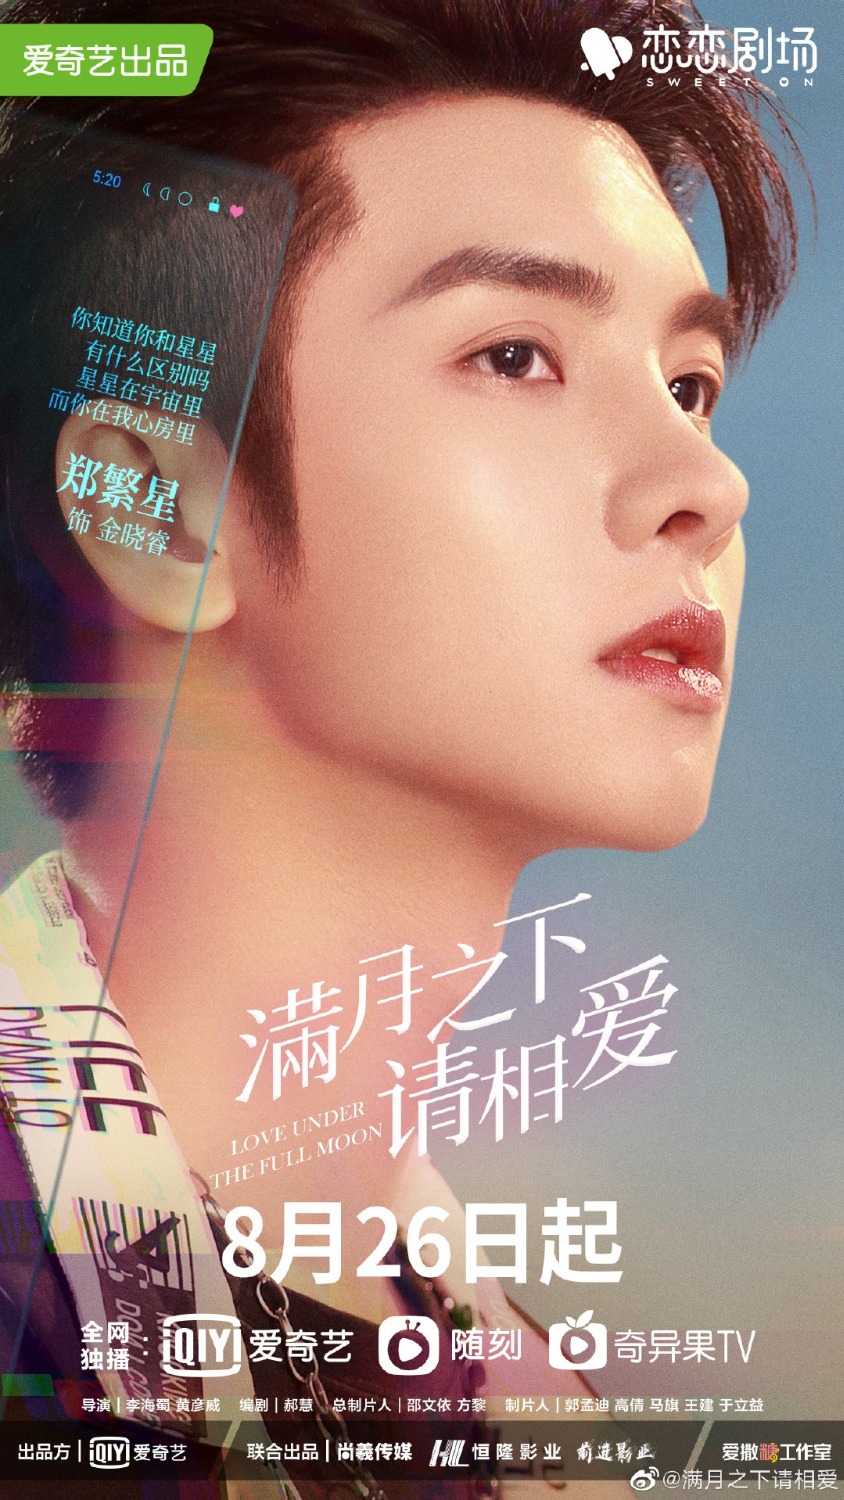 爱奇艺出品
恋恋剧场
SWEET ON
5:20
你知道你和星星
有什么区别吗
星星在宇宙里
而你在我心房里
郑繁星
饰 金晓睿
滿月之下
请相爱
LOVE UNDER
THE FULL MOON
8月26日起
全网独播：iQIYI 爱奇艺 随刻 奇异果TV
导演 | 李海蜀 黄彦威 编剧 | 郝慧 总制片人 | 邵文依 方黎 制片人 | 郭孟迪 高倩 马旗 王建 于立益
出品方 | iQIYI 爱奇艺 联合出品 | 尚羲传媒 HL 恒隆影业 前进影业 爱撒糖工作室
@满月之下请相爱